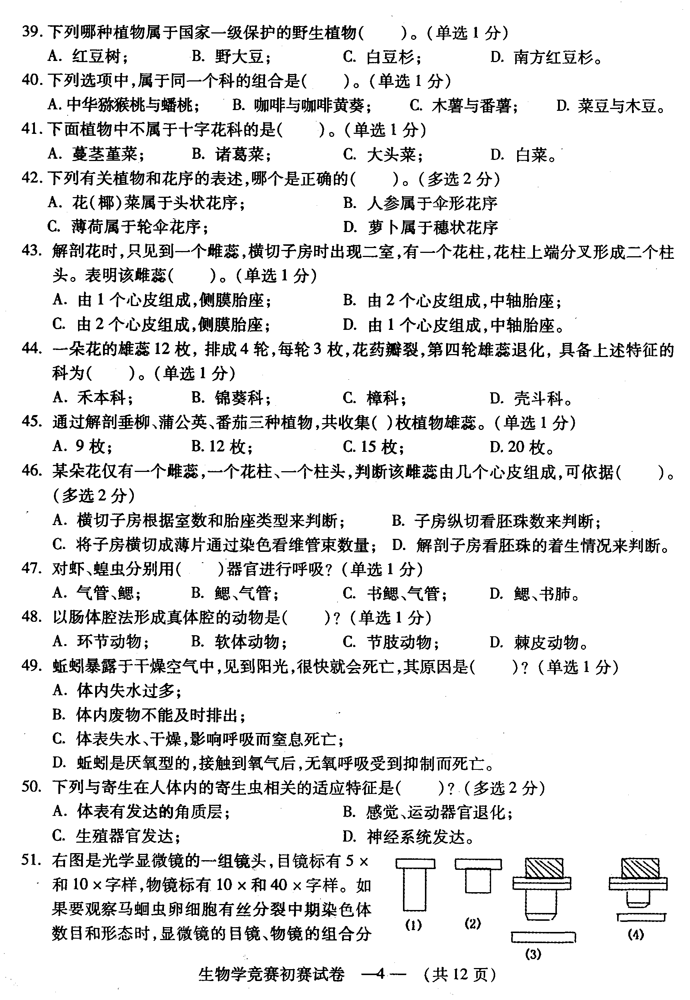 39. 下列哪种植物属于国家一级保护的野生植物(　　)。(单选 1 分)
A. 红豆树;　B. 野大豆;　C. 白豆杉;　D. 南方红豆杉。
40. 下列选项中,属于同一个科的组合是(　　)。(单选 1 分)
A. 中华猕猴桃与蟠桃;　B. 咖啡与咖啡黄葵;　C. 木薯与番薯;　D. 菜豆与木豆。
41. 下面植物中不属于十字花科的是(　　)。(单选 1 分)
A. 蔓茎堇菜;　B. 诸葛菜;　C. 大头菜;　D. 白菜。
42. 下列有关植物和花序的表述,哪个是正确的(　　)。(多选 2 分)
A. 花(椰)菜属于头状花序;　B. 人参属于伞形花序
C. 薄荷属于轮伞花序;　D. 萝卜属于穗状花序
43. 解剖花时,只见到一个雌蕊,横切子房时出现二室,有一个花柱,花柱上端分叉形成二个柱
头。表明该雌蕊(　　)。(单选 1 分)
A. 由 1 个心皮组成,侧膜胎座;　B. 由 2 个心皮组成,中轴胎座;
C. 由 2 个心皮组成,侧膜胎座;　D. 由 1 个心皮组成,中轴胎座。
44. 一朵花的雄蕊 12 枚, 排成 4 轮,每轮 3 枚,花药瓣裂,第四轮雄蕊退化, 具备上述特征的
科为(　　)。(单选 1 分)
A. 禾本科;　B. 锦葵科;　C. 樟科;　D. 壳斗科。
45. 通过解剖垂柳、蒲公英、番茄三种植物,共收集( )枚植物雄蕊。(单选 1 分)
A. 9 枚;　B. 12 枚;　C. 15 枚;　D. 20 枚。
46. 某朵花仅有一个雌蕊,一个花柱、一个柱头,判断该雌蕊由几个心皮组成,可依据(　　)。
(多选 2 分)
A. 横切子房根据室数和胎座类型来判断;　B. 子房纵切看胚珠数来判断;
C. 将子房横切成薄片通过染色看维管束数量;　D. 解剖子房看胚珠的着生情况来判断。
47. 对虾、蝗虫分别用(　　)器官进行呼吸? (单选 1 分)
A. 气管、鳃;　B. 鳃、气管;　C. 书鳃、气管;　D. 鳃、书肺。
48. 以肠体腔法形成真体腔的动物是(　　)? (单选 1 分)
A. 环节动物;　B. 软体动物;　C. 节肢动物;　D. 棘皮动物。
49. 蚯蚓暴露于干燥空气中,见到阳光,很快就会死亡,其原因是(　　)? (单选 1 分)
A. 体内失水过多;
B. 体内废物不能及时排出;
C. 体表失水、干燥,影响呼吸而窒息死亡;
D. 蚯蚓是厌氧型的,接触到氧气后,无氧呼吸受到抑制而死亡。
50. 下列与寄生在人体内的寄生虫相关的适应特征是(　　)? (多选 2 分)
A. 体表有发达的角质层;　B. 感觉、运动器官退化;
C. 生殖器官发达;　D. 神经系统发达。
51. 右图是光学显微镜的一组镜头,目镜标有 5 ×
和 10 × 字样,物镜标有 10 × 和 40 × 字样。如
果要观察马蛔虫卵细胞有丝分裂中期染色体
数目和形态时,显微镜的目镜、物镜的组合分
(1)　(2)　(3)　(4)
生物学竞赛初赛试卷　—4—　(共 12 页)